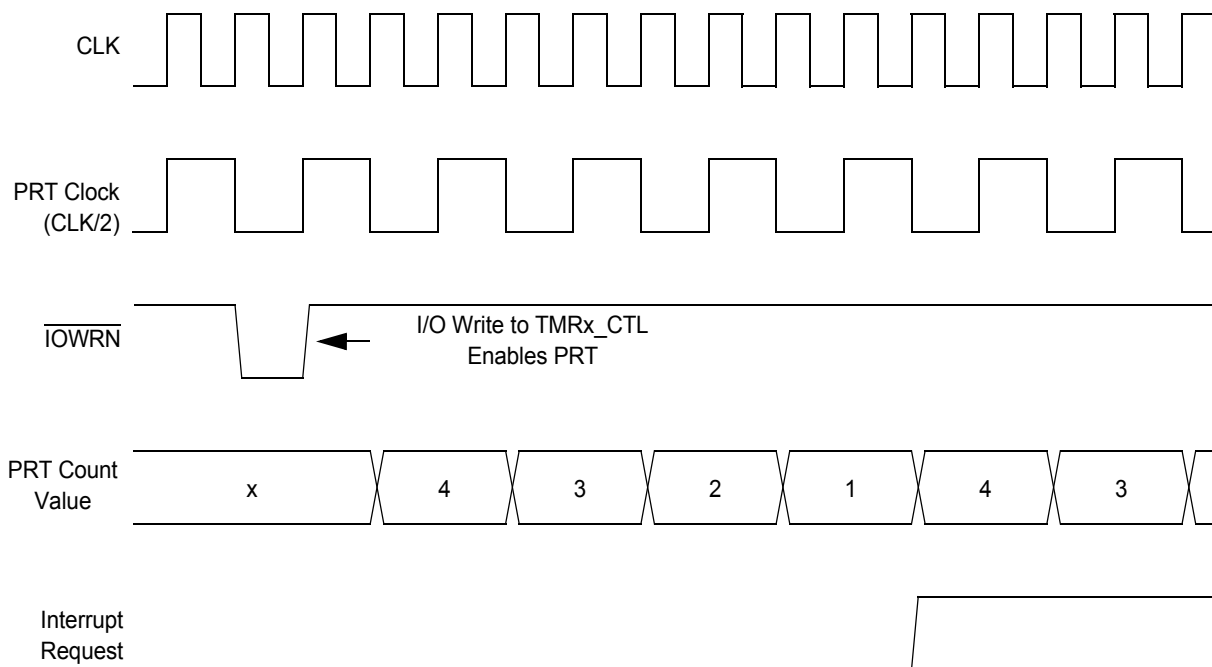 CLK
PRT Clock
(CLK/2)
IOWRN
I/O Write to TMRx_CTL
Enables PRT
PRT Count
Value
x 4 3 2 1 4 3
Interrupt
Request